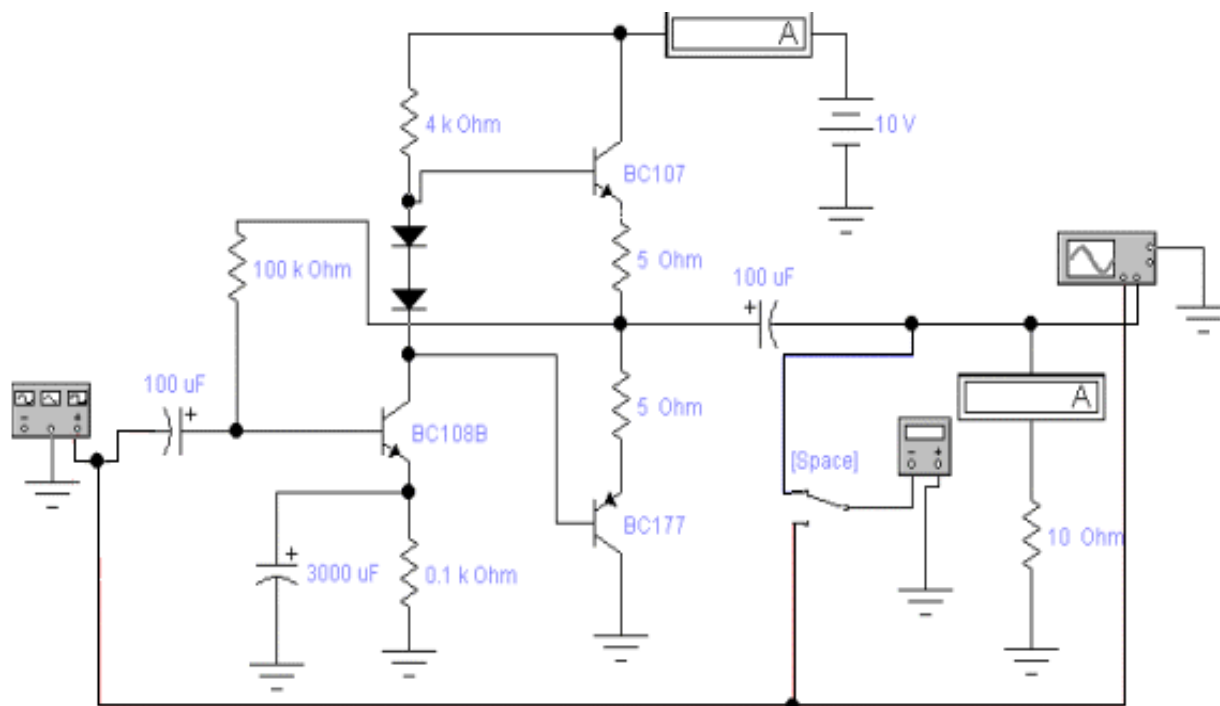 A
4 k Ohm
10 V
BC107
100 k Ohm
5 Ohm
100 uF
+
100 uF
+
5 Ohm
A
BC108B
[Space]
- +
BC177
+
3000 uF
0.1 k Ohm
10 Ohm